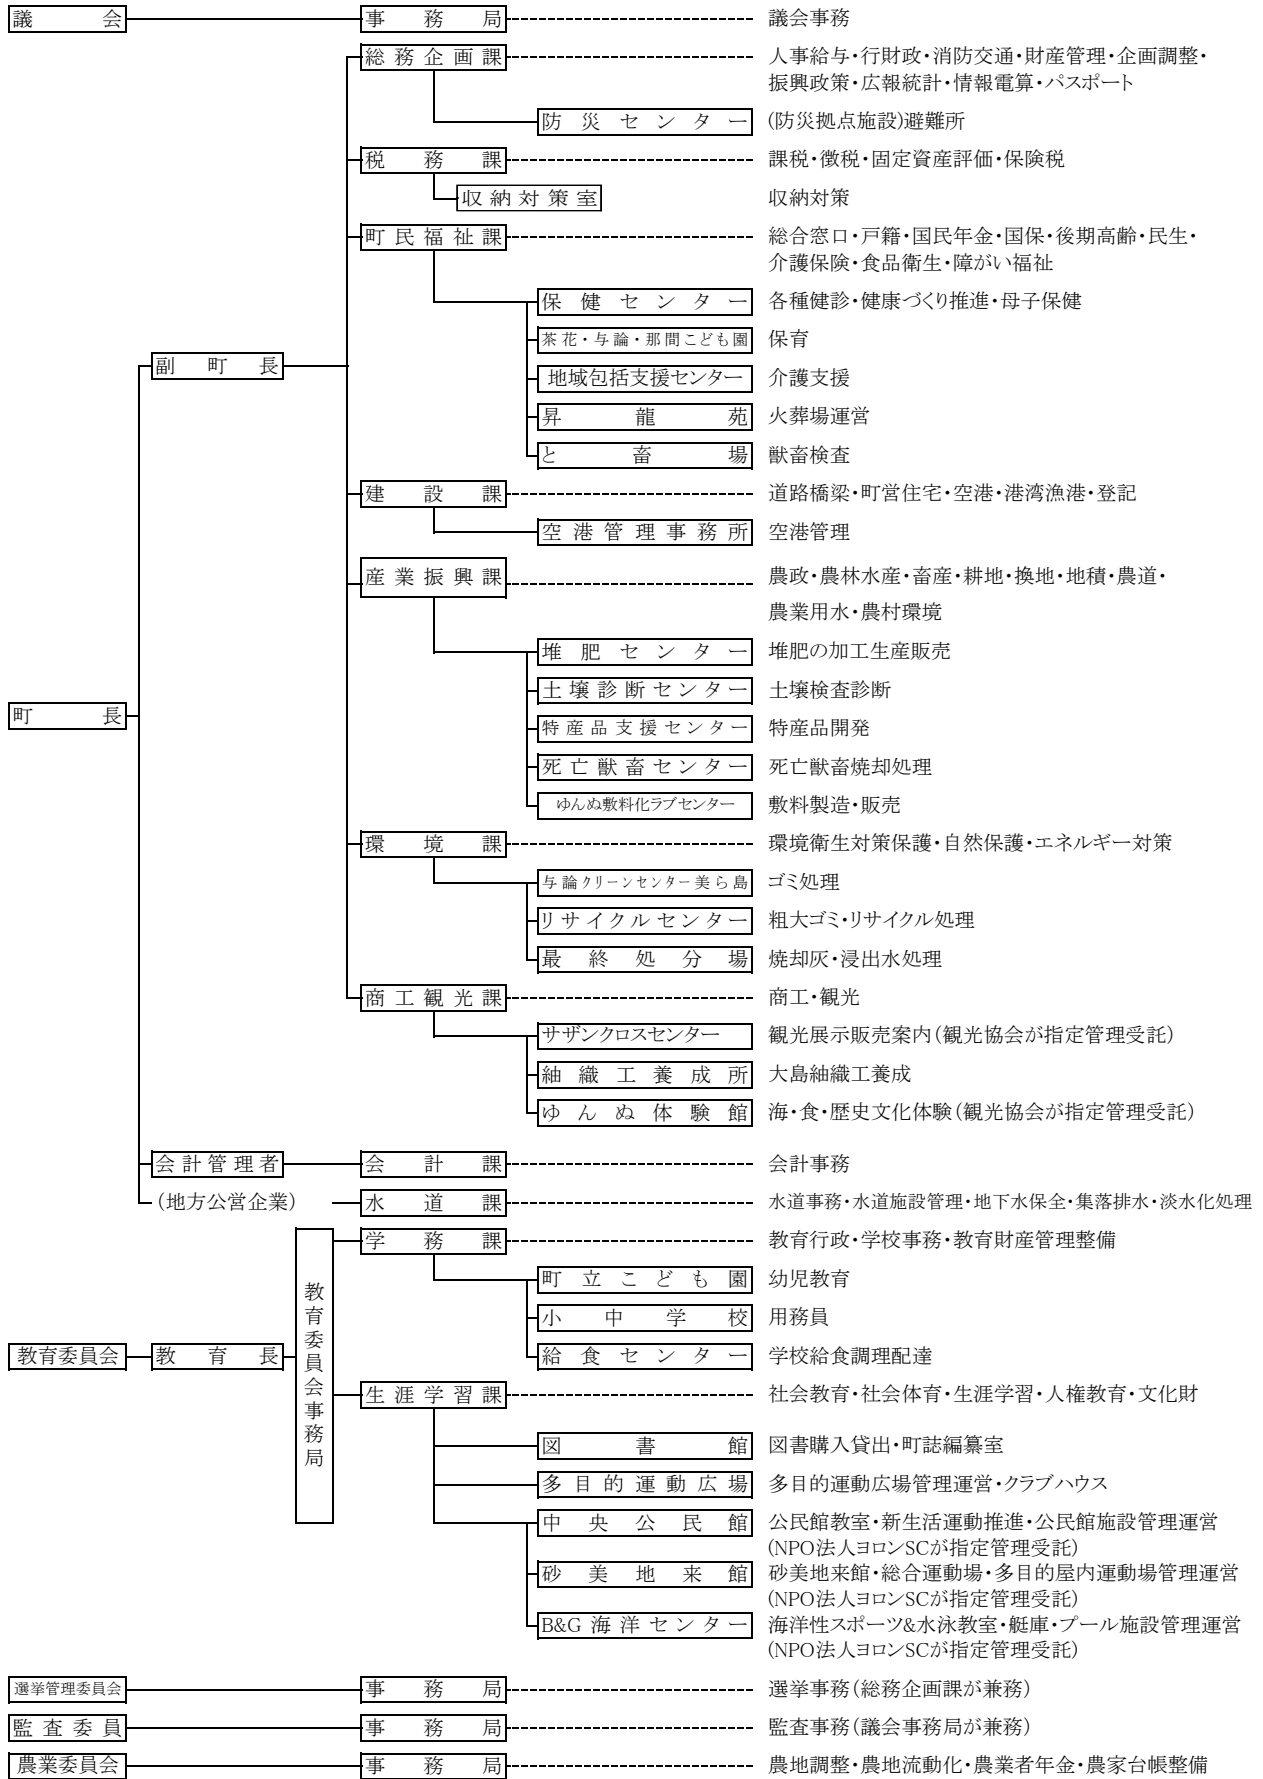 議会 事務局 議会事務
総務企画課 人事給与・行財政・消防交通・財産管理・企画調整・
振興政策・広報統計・情報電算・パスポート
防災センター (防災拠点施設)避難所
税務課 課税・徴税・固定資産評価・保険税
収納対策室 収納対策
町民福祉課 総合窓口・戸籍・国民年金・国保・後期高齢・民生・
介護保険・食品衛生・障がい福祉
保健センター 各種健診・健康づくり推進・母子保健
茶花・与論・那間こども園 保育
副町長
地域包括支援センター 介護支援
昇龍苑 火葬場運営
と畜場 獣畜検査
建設課 道路橋梁・町営住宅・空港・港湾漁港・登記
空港管理事務所 空港管理
産業振興課 農政・農林水産・畜産・耕地・換地・地積・農道・
農業用水・農村環境
堆肥センター 堆肥の加工生産販売
土壌診断センター 土壌検査診断
町長
特産品支援センター 特産品開発
死亡獣畜センター 死亡獣畜焼却処理
ゆんぬ敷料化ラブセンター 敷料製造・販売
環境課 環境衛生対策保護・自然保護・エネルギー対策
与論クリーンセンター美ら島 ゴミ処理
リサイクルセンター 粗大ゴミ・リサイクル処理
最終処分場 焼却灰・浸出水処理
商工観光課 商工・観光
サザンクロスセンター 観光展示販売案内(観光協会が指定管理受託)
紬織工養成所 大島紬織工養成
ゆんぬ体験館 海・食・歴史文化体験(観光協会が指定管理受託)
会計管理者 会計課 会計事務
(地方公営企業) 水道課 水道事務・水道施設管理・地下水保全・集落排水・淡水化処理
学務課 教育行政・学校事務・教育財産管理整備
町立こども園 幼児教育
小中学校 用務員
教育委員会 教育長 教育委員会事務局
給食センター 学校給食調理配達
生涯学習課 社会教育・社会体育・生涯学習・人権教育・文化財
図書館 図書購入貸出・町誌編纂室
多目的運動広場 多目的運動広場管理運営・クラブハウス
中央公民館 公民館教室・新生活運動推進・公民館施設管理運営
(NPO法人ヨロンSCが指定管理受託)
砂美地来館 砂美地来館・総合運動場・多目的屋内運動場管理運営
(NPO法人ヨロンSCが指定管理受託)
B&G海洋センター 海洋性スポーツ&水泳教室・艇庫・プール施設管理運営
(NPO法人ヨロンSCが指定管理受託)
選挙管理委員会 事務局 選挙事務(総務企画課が兼務)
監査委員 事務局 監査事務(議会事務局が兼務)
農業委員会 事務局 農地調整・農地流動化・農業者年金・農家台帳整備